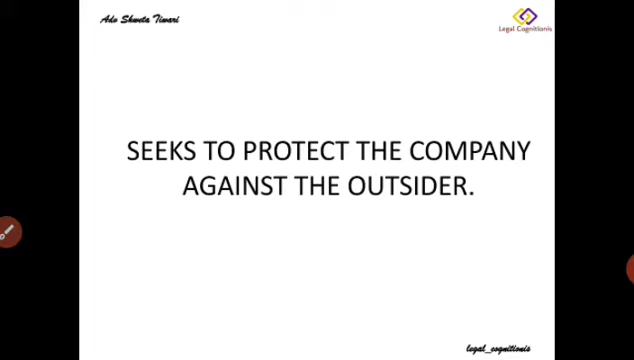 Adv Shweta Tiwari
Legal Cognitionis
SEEKS TO PROTECT THE COMPANY
AGAINST THE OUTSIDER.
legal_cognitionis